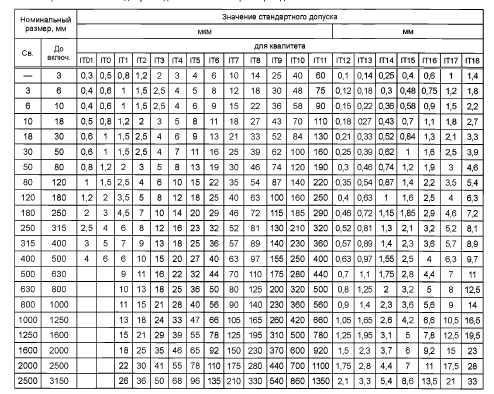 Номинальный размер, мм Значение стандартного допуска
мкм мм
Св. До включ. для квалитета
IT01 IT0 IT1 IT2 IT3 IT4 IT5 IT6 IT7 IT8 IT9 IT10 IT11 IT12 IT13 IT14 IT15 IT16 IT17 IT18
— 3 0,3 0,5 0,8 1,2 2 3 4 6 10 14 25 40 60 0,1 0,14 0,25 0,4 0,6 1 1,4
3 6 0,4 0,6 1 1,5 2,5 4 5 8 12 18 30 48 75 0,12 0,18 0,3 0,48 0,75 1,2 1,8
6 10 0,4 0,6 1 1,5 2,5 4 6 9 15 22 36 58 90 0,15 0,22 0,36 0,58 0,9 1,5 2,2
10 18 0,5 0,8 1,2 2 3 5 8 11 18 27 43 70 110 0,18 027 0,43 0,7 1,1 1,8 2,7
18 30 0,6 1 1,5 2,5 4 6 9 13 21 33 52 84 130 0,21 0,33 0,52 0,84 1,3 2,1 3,3
30 50 0,6 1 1,5 2,5 4 7 11 16 25 39 62 100 160 0,25 0,39 0,62 1 1,6 2,5 3,9
50 80 0,8 1,2 2 3 5 8 13 19 30 46 74 120 190 0,3 0,46 0,74 1,2 1,9 3 4,6
80 120 1 1,5 2,5 4 6 10 15 22 35 54 87 140 220 0,35 0,54 0,87 1,4 2,2 3,5 5,4
120 180 1,2 2 3,5 5 8 12 18 25 40 63 100 160 250 0,4 0,63 1 1,6 2,5 4 6,3
180 250 2 3 4,5 7 10 14 20 29 46 72 115 185 290 0,46 0,72 1,15 1,85 2,9 4,6 7,2
250 315 2,5 4 6 8 12 16 23 32 52 81 130 210 320 0,52 0,81 1,3 2,1 3,2 5,2 8,1
315 400 3 5 7 9 13 18 25 36 57 89 140 230 360 0,57 0,89 1,4 2,3 3,6 5,7 8,9
400 500 4 6 6 10 15 20 27 40 63 97 155 250 400 0,63 0,97 1,55 2,5 4 6,3 9,7
500 630 9 11 16 22 32 44 70 110 175 280 440 0,7 1,1 1,75 2,8 4,4 7 11
630 800 10 13 18 25 36 50 80 125 200 320 500 0,8 1,25 2 3,2 5 8 12,5
800 1000 11 15 21 28 40 56 90 140 230 360 560 0,9 1,4 2,3 3,6 5,6 9 14
1000 1250 13 18 24 33 47 66 105 165 260 420 660 1,05 1,65 2,6 4,2 6,6 10,5 16,5
1250 1600 15 21 29 39 55 78 125 195 310 500 780 1,25 1,95 3,1 5 7,8 12,5 19,5
1600 2000 18 25 35 46 65 92 150 230 370 600 920 1,5 2,3 3,7 6 9,2 15 23
2000 2500 22 30 41 55 78 110 175 280 440 700 1100 1,75 2,8 4,4 7 11 17,5 28
2500 3150 26 36 50 68 96 135 210 330 540 860 1350 2,1 3,3 5,4 8,6 13,5 21 33